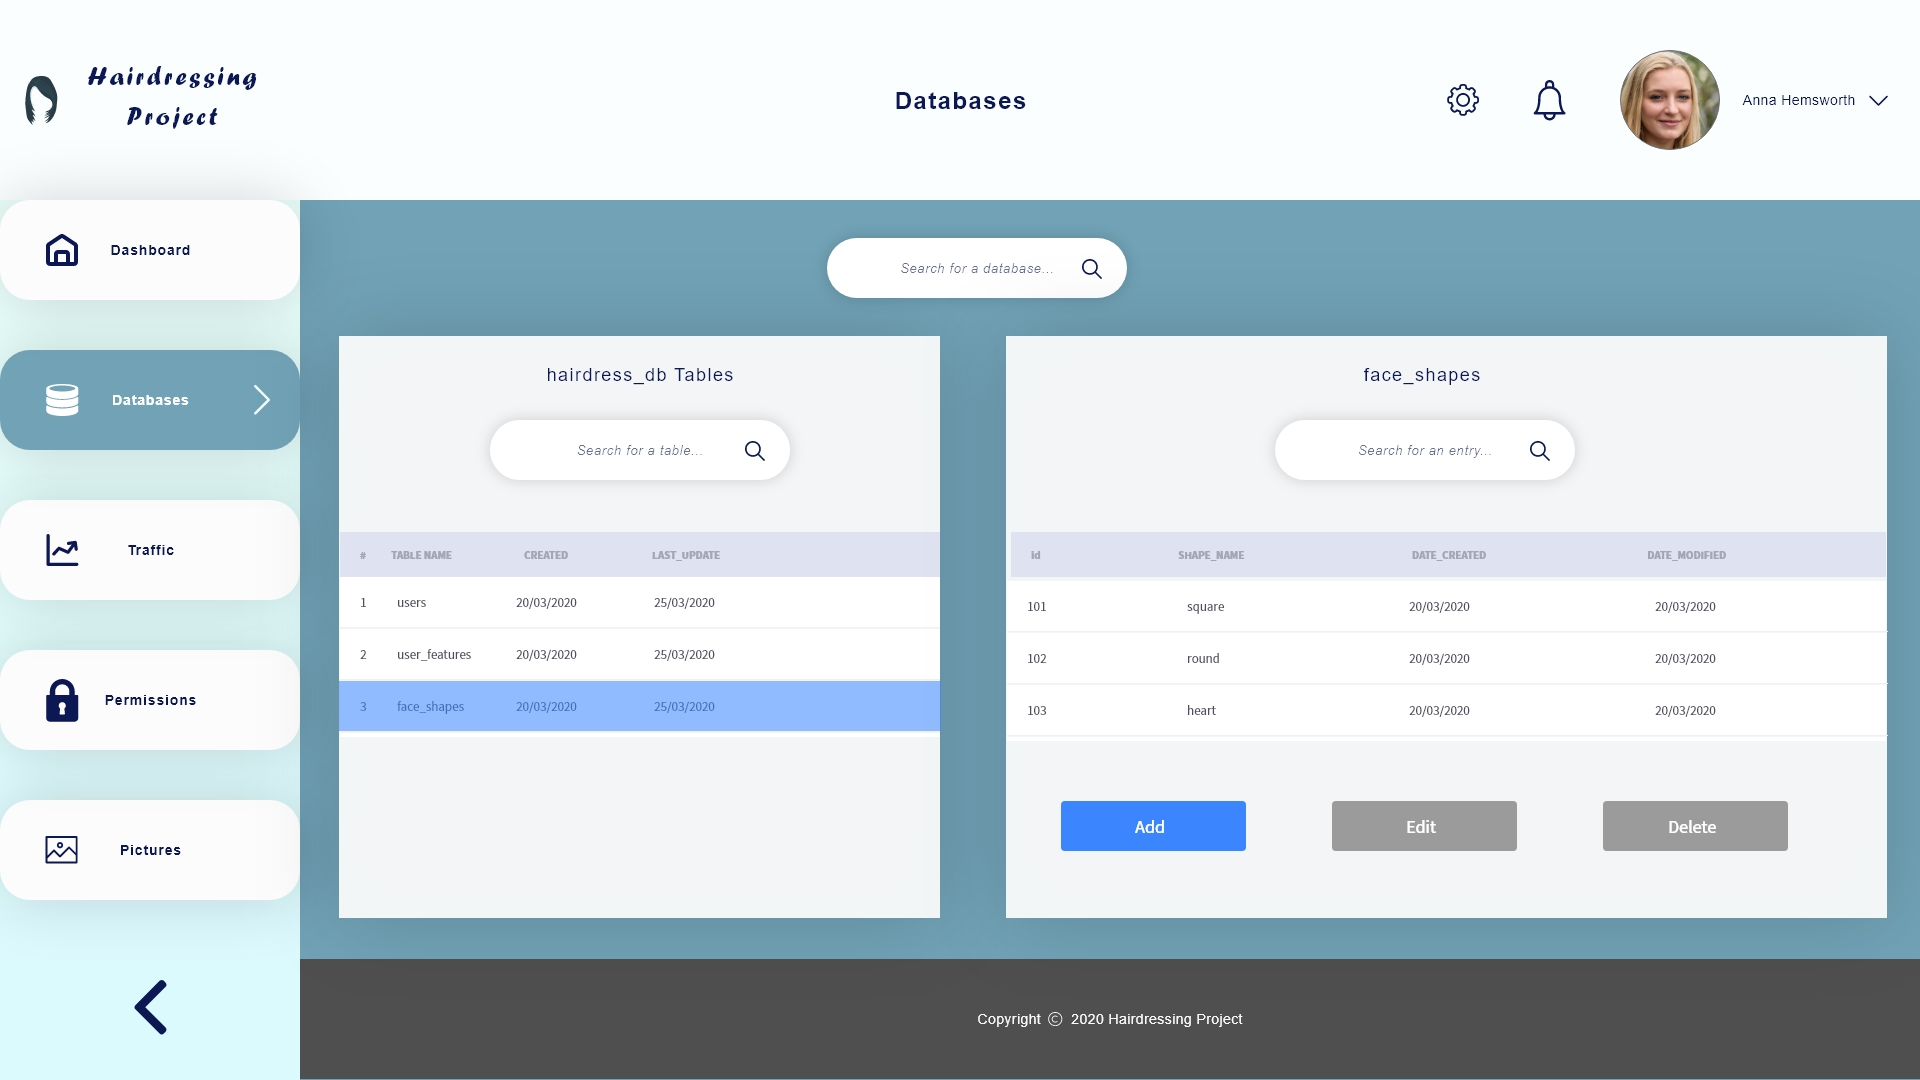 Hairdressing
Project
Databases
Anna Hemsworth
Dashboard
Databases
Traffic
Permissions
Pictures
Search for a database...
hairdress_db Tables
Search for a table...
# TABLE NAME CREATED LAST_UPDATE
1 users 20/03/2020 25/03/2020
2 user_features 20/03/2020 25/03/2020
3 face_shapes 20/03/2020 25/03/2020
face_shapes
Search for an entry...
id SHAPE_NAME DATE_CREATED DATE_MODIFIED
101 square 20/03/2020 20/03/2020
102 round 20/03/2020 20/03/2020
103 heart 20/03/2020 20/03/2020
Add Edit Delete
Copyright © 2020 Hairdressing Project